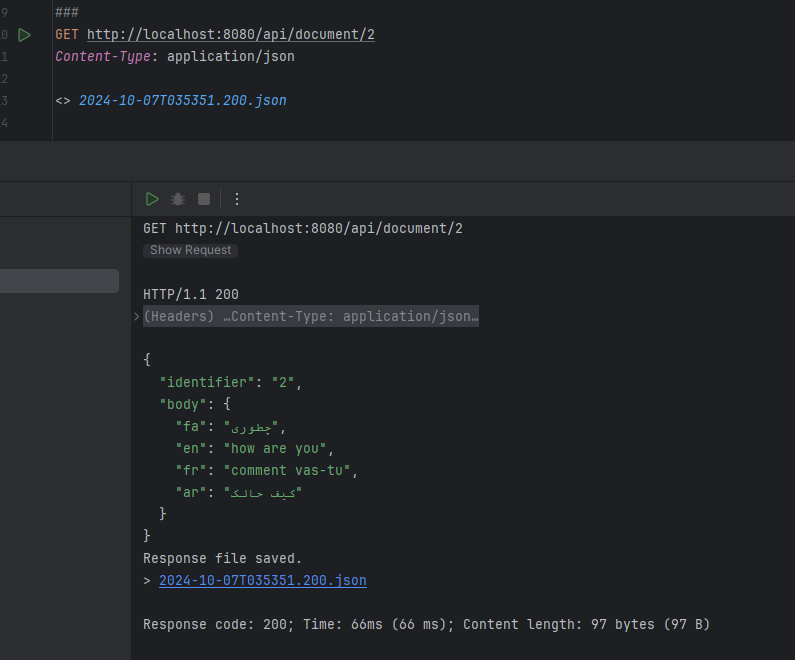 9 ###
0 GET http://localhost:8080/api/document/2
1 Content-Type: application/json
2
3 <> 2024-10-07T035351.200.json
4
GET http://localhost:8080/api/document/2
Show Request
HTTP/1.1 200
(Headers) …Content-Type: application/json…
{
"identifier": "2",
"body": {
"fa": "چطوری",
"en": "how are you",
"fr": "comment vas-tu",
"ar": "کیف حالک"
}
}
Response file saved.
> 2024-10-07T035351.200.json
Response code: 200; Time: 66ms (66 ms); Content length: 97 bytes (97 B)